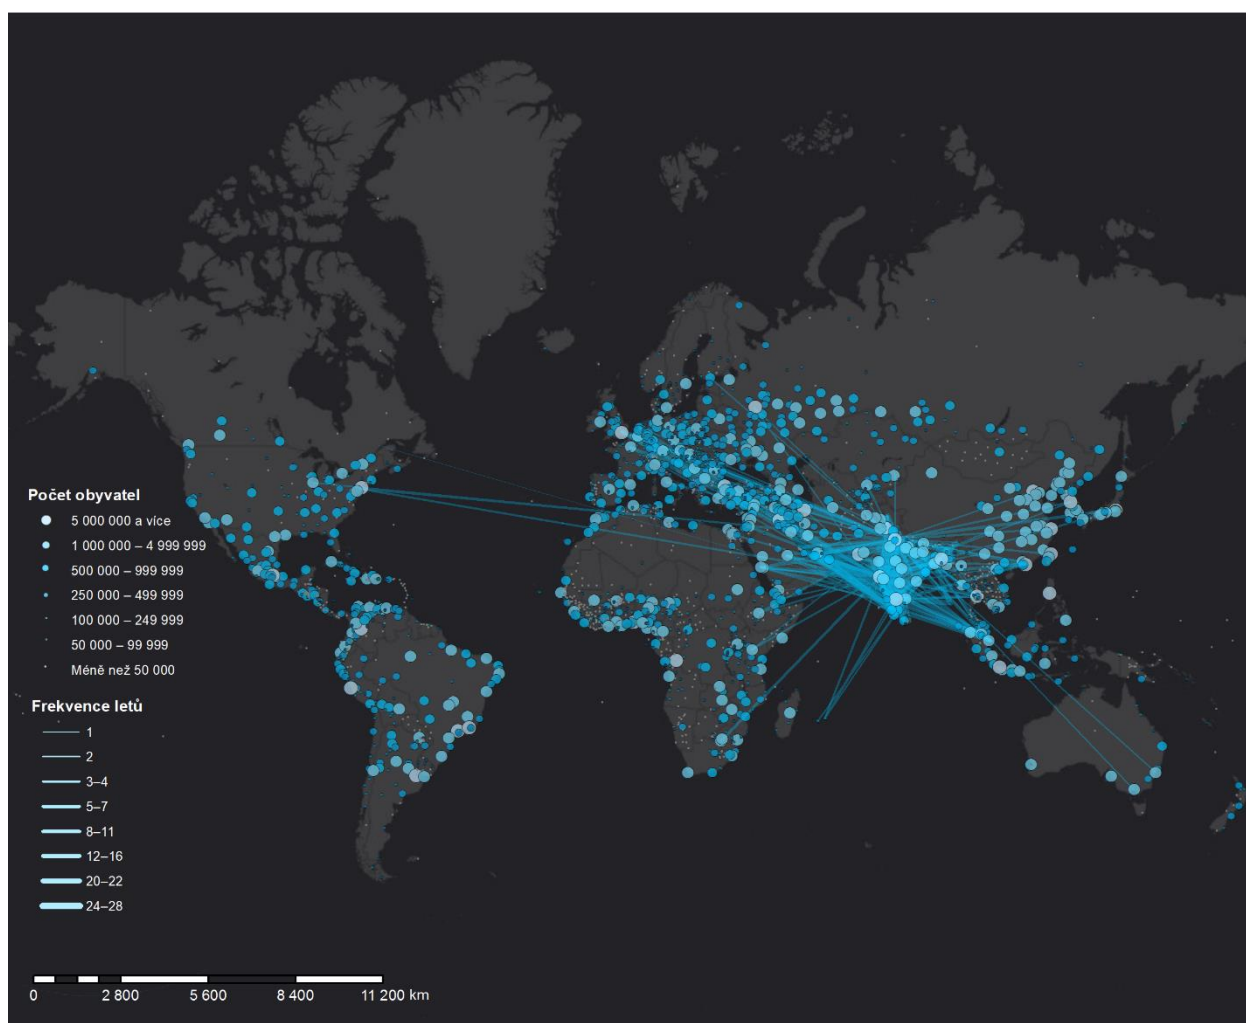 Počet obyvatel
5 000 000 a více
1 000 000 – 4 999 999
500 000 – 999 999
250 000 – 499 999
100 000 – 249 999
50 000 – 99 999
Méně než 50 000
Frekvence letů
1
2
3–4
5–7
8–11
12–16
20–22
24–28
0 2 800 5 600 8 400 11 200 km